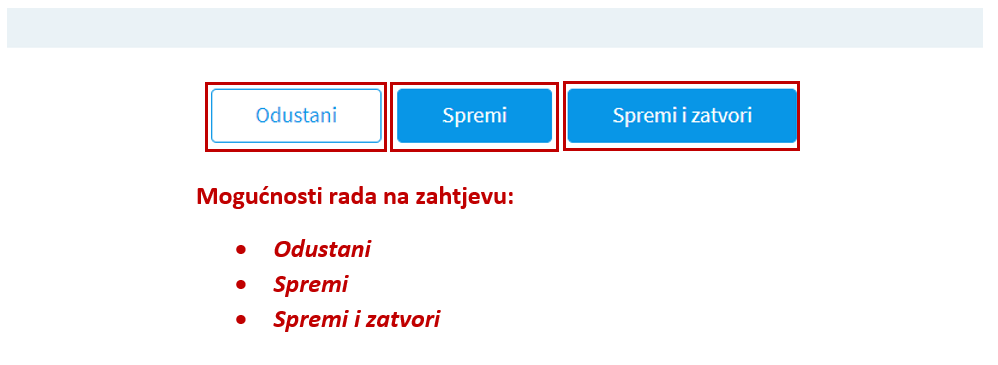 Odustani Spremi Spremi i zatvori
Mogućnosti rada na zahtjevu:
• Odustani
• Spremi
• Spremi i zatvori